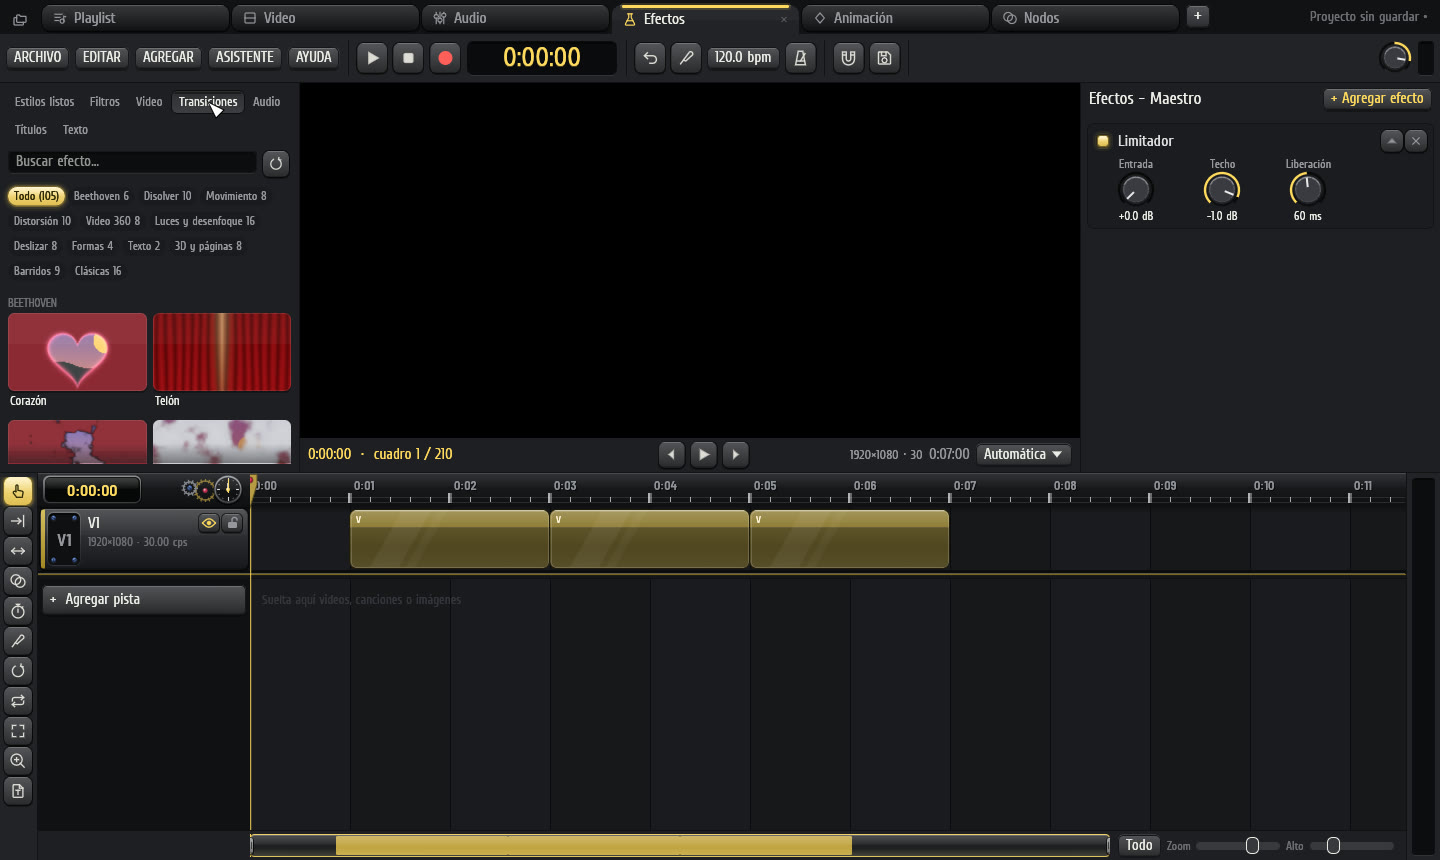 Playlist
Video
Audio
Efectos
Animación
Nodos
+
Proyecto sin guardar •
ARCHIVO
EDITAR
AGREGAR
ASISTENTE
AYUDA
0:00:00
120.0 bpm
Estilos listos
Filtros
Video
Transiciones
Audio
Títulos
Texto
Buscar efecto...
Todo (105)
Beethoven 6
Disolver 10
Movimiento 8
Distorsión 10
Video 360 8
Luces y desenfoque 16
Deslizar 8
Formas 4
Texto 2
3D y páginas 8
Barridos 9
Clásicas 16
BEETHOVEN
Corazón
Telón
0:00:00 · cuadro 1 / 210
1920×1080 · 30 0:07:00
Automática
Efectos - Maestro
+ Agregar efecto
Limitador
Entrada
Techo
Liberación
+0.0 dB
-1.0 dB
60 ms
0:00:00
0:00
0:01
0:02
0:03
0:04
0:05
0:06
0:07
0:08
0:09
0:10
0:11
V1
V1
1920×1080 · 30.00 cps
V
V
V
+ Agregar pista
Suelta aquí videos, canciones o imágenes
Todo
Zoom
Alto